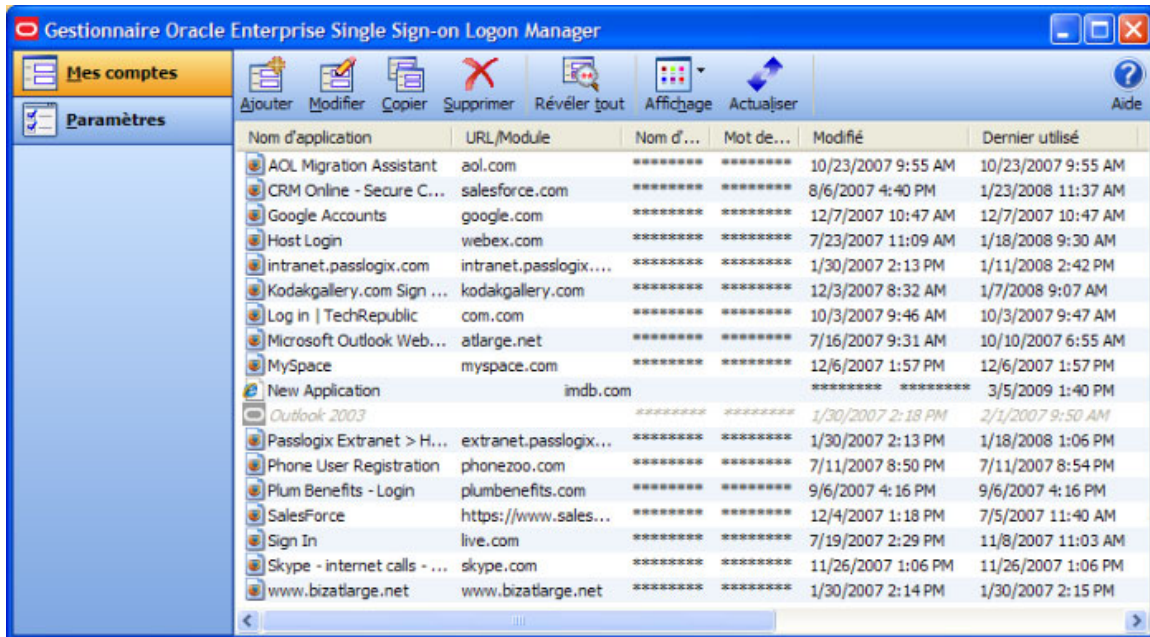 Gestionnaire Oracle Enterprise Single Sign-on Logon Manager
Mes comptes
Paramètres
Ajouter Modifier Copier Supprimer Révéler tout Affichage Actualiser Aide
Nom d'application URL/Module Nom d'... Mot de... Modifié Dernier utilisé
AOL Migration Assistant aol.com ******** ******** 10/23/2007 9:55 AM 10/23/2007 9:55 AM
CRM Online - Secure C... salesforce.com ******** ******** 8/6/2007 4:40 PM 1/23/2008 11:37 AM
Google Accounts google.com ******** ******** 12/7/2007 10:47 AM 12/7/2007 10:47 AM
Host Login webex.com ******** ******** 7/23/2007 11:09 AM 1/18/2008 9:30 AM
intranet.passlogix.com intranet.passlogix.... ******** ******** 1/30/2007 2:13 PM 1/11/2008 2:42 PM
Kodakgallery.com Sign ... kodakgallery.com ******** ******** 12/3/2007 8:32 AM 1/7/2008 9:07 AM
Log in | TechRepublic com.com ******** ******** 10/3/2007 9:46 AM 10/3/2007 9:47 AM
Microsoft Outlook Web... atlarge.net ******** ******** 7/16/2007 9:31 AM 10/10/2007 6:55 AM
MySpace myspace.com ******** ******** 12/6/2007 1:57 PM 12/6/2007 1:57 PM
New Application imdb.com ******** ******** 3/5/2009 1:40 PM
Outlook 2003 ******** ******** 1/30/2007 2:18 PM 2/1/2007 9:50 AM
Passlogix Extranet > H... extranet.passlogix... ******** ******** 1/30/2007 2:13 PM 1/18/2008 1:06 PM
Phone User Registration phonezoo.com ******** ******** 7/11/2007 8:50 PM 7/11/2007 8:54 PM
Plum Benefits - Login plumbenefits.com ******** ******** 9/6/2007 4:16 PM 9/6/2007 4:16 PM
SalesForce https://www.sales... ******** ******** 12/4/2007 1:18 PM 7/5/2007 11:40 AM
Sign In live.com ******** ******** 7/19/2007 2:29 PM 11/8/2007 11:03 AM
Skype - internet calls - ... skype.com ******** ******** 11/26/2007 1:06 PM 11/26/2007 1:06 PM
www.bizatlarge.net www.bizatlarge.net ******** ******** 1/30/2007 2:14 PM 1/30/2007 2:15 PM